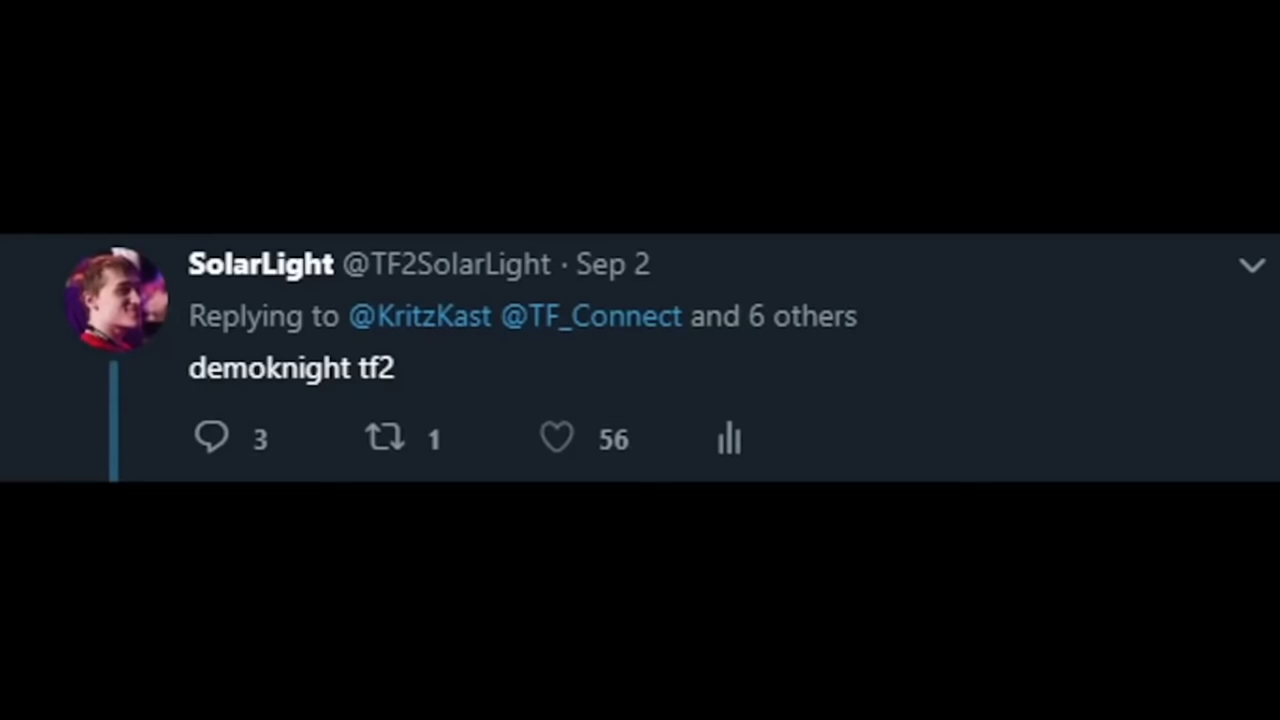 SolarLight @TF2SolarLight · Sep 2
Replying to @KritzKast @TF_Connect and 6 others
demoknight tf2
3 1 56